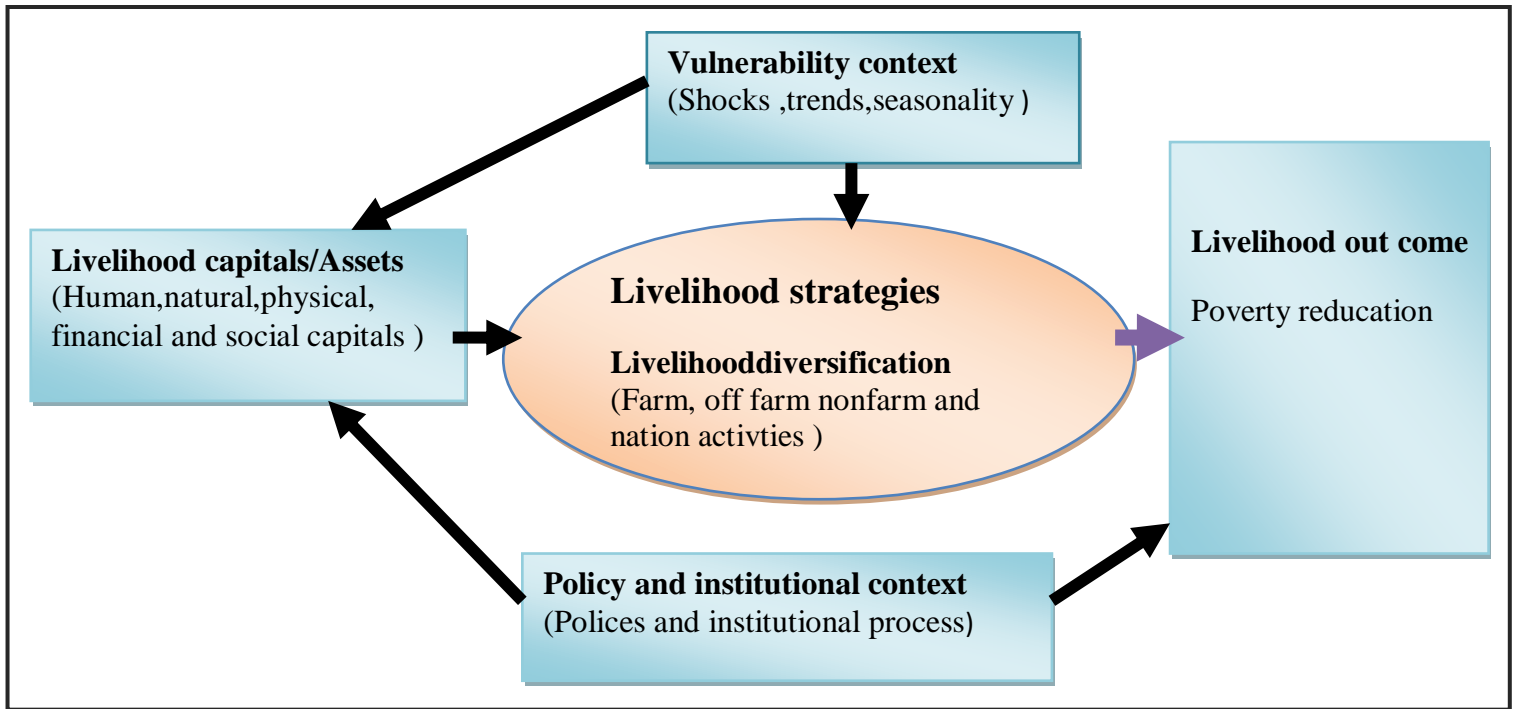 Vulnerability context
(Shocks ,trends,seasonality )
Livelihood capitals/Assets
(Human,natural,physical,
financial and social capitals )
Livelihood strategies
Livelihooddiversification
(Farm, off farm nonfarm and
nation activties )
Livelihood out come
Poverty reducation
Policy and institutional context
(Polices and institutional process)